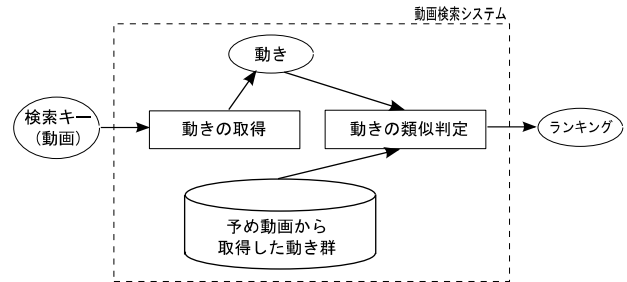 動画検索システム
動き
検索キー
(動画)
動きの取得
動きの類似判定
ランキング
予め動画から
取得した動き群